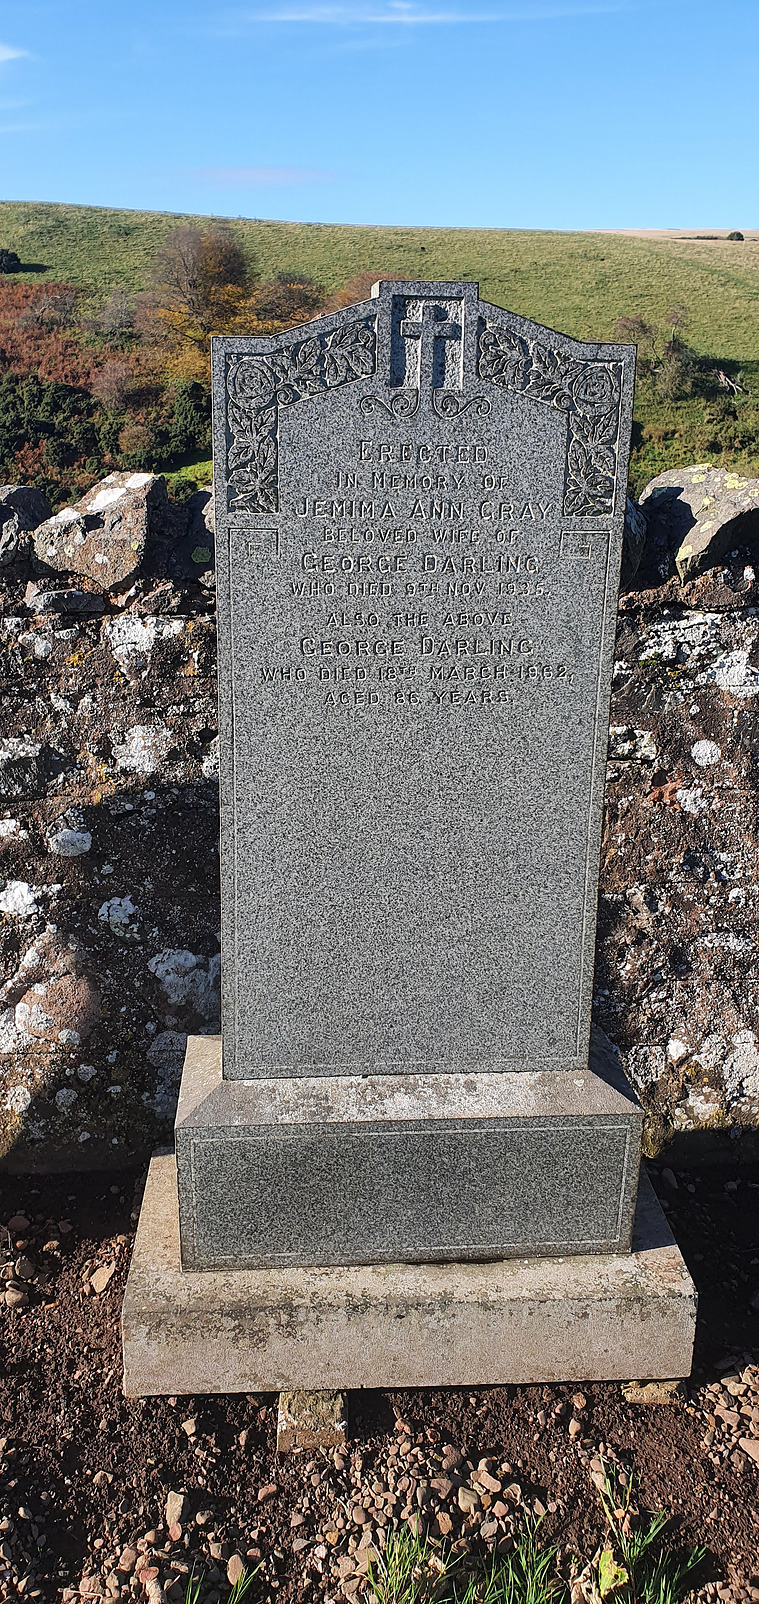 ERECTED
IN MEMORY OF
JEMIMA ANN GRAY
BELOVED WIFE OF
GEORGE DARLING
WHO DIED 9TH NOV. 1935.
ALSO THE ABOVE
GEORGE DARLING
WHO DIED 18TH MARCH 1962,
AGED 86 YEARS.